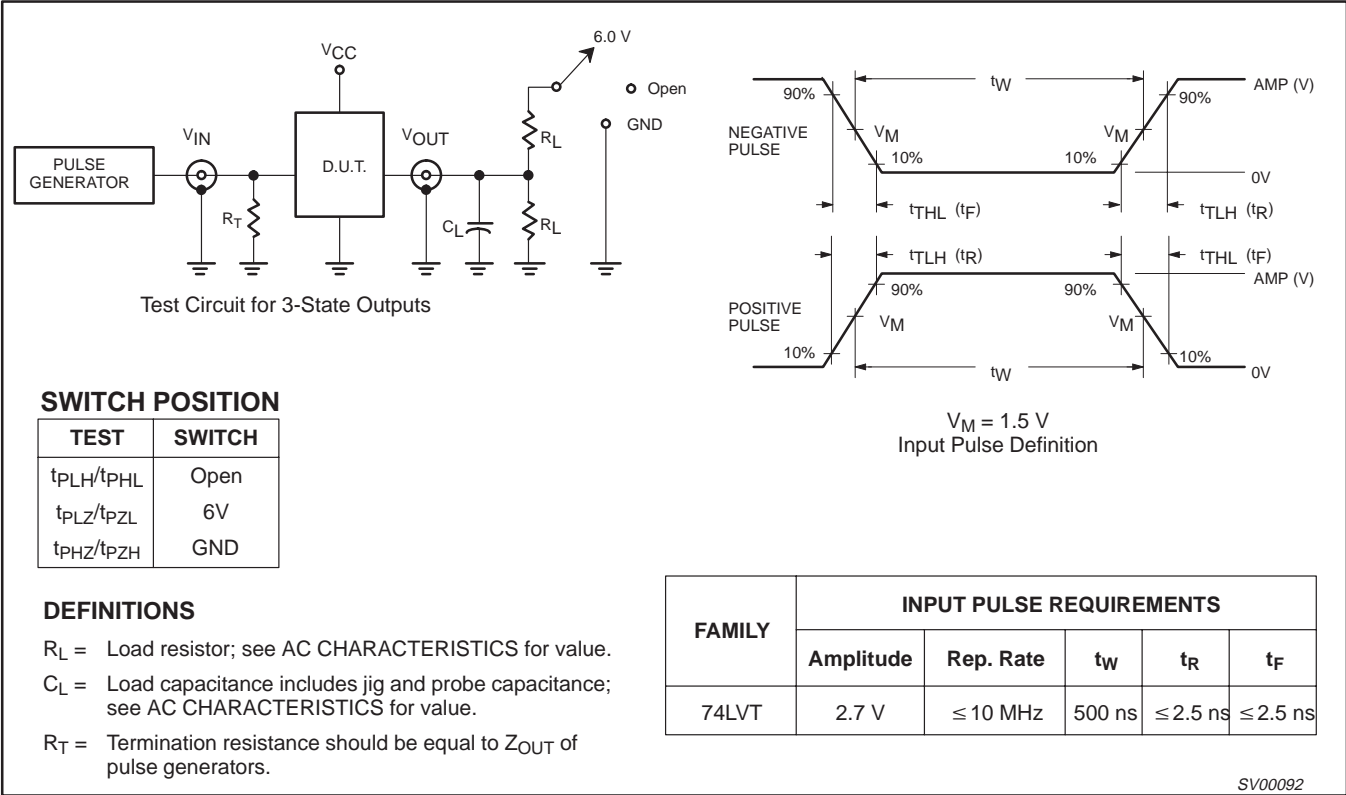 VCC
6.0 V
Open
GND
VIN
VOUT
RL
PULSE
GENERATOR
D.U.T.
RT
CL
RL
Test Circuit for 3-State Outputs
90%
tW
90%
AMP (V)
NEGATIVE
PULSE
VM
VM
10%
10%
0V
tTHL (tF)
tTLH (tR)
tTLH (tR)
tTHL (tF)
AMP (V)
90%
90%
POSITIVE
PULSE
VM
VM
10%
10%
tW
0V
VM = 1.5 V
Input Pulse Definition
SWITCH POSITION
TEST SWITCH
tPLH/tPHL Open
tPLZ/tPZL 6V
tPHZ/tPZH GND
DEFINITIONS
RL = Load resistor; see AC CHARACTERISTICS for value.
CL = Load capacitance includes jig and probe capacitance;
see AC CHARACTERISTICS for value.
RT = Termination resistance should be equal to ZOUT of
pulse generators.
FAMILY
INPUT PULSE REQUIREMENTS
Amplitude Rep. Rate tW tR tF
74LVT 2.7 V ≤ 10 MHz 500 ns ≤ 2.5 ns ≤ 2.5 ns
SV00092